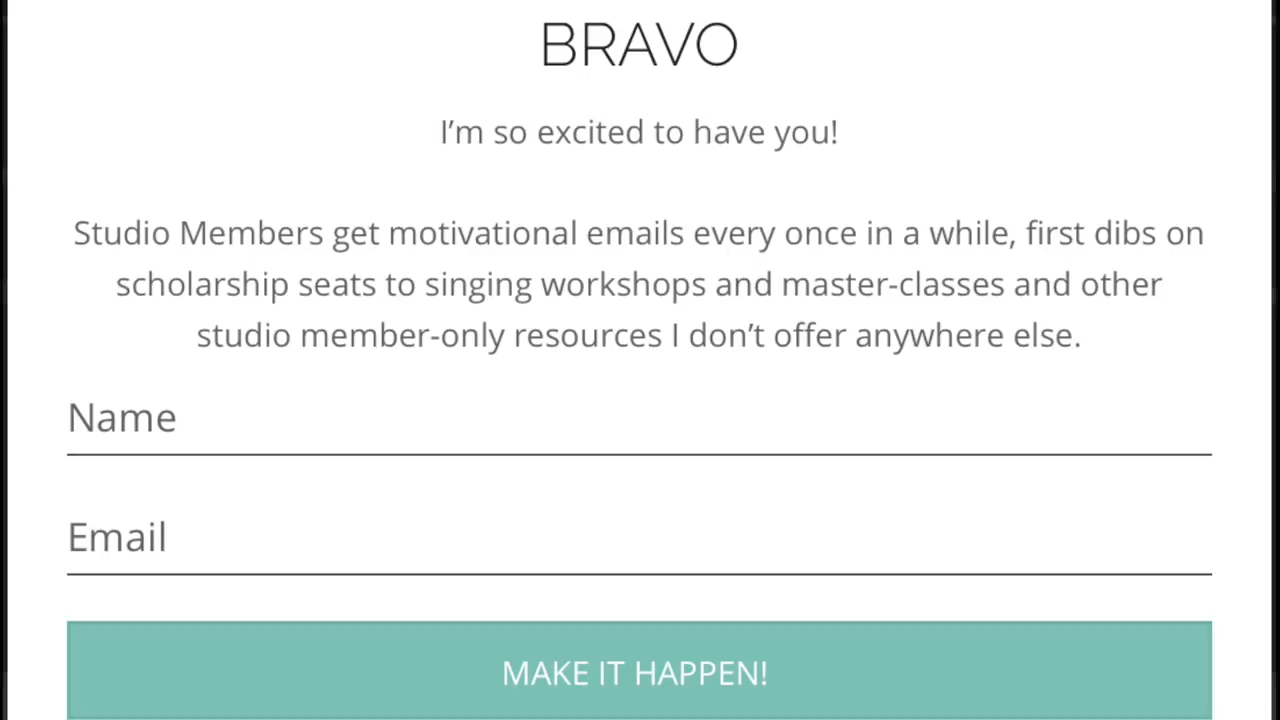 BRAVO
I’m so excited to have you!
Studio Members get motivational emails every once in a while, first dibs on
scholarship seats to singing workshops and master-classes and other
studio member-only resources I don’t offer anywhere else.
Name
Email
MAKE IT HAPPEN!